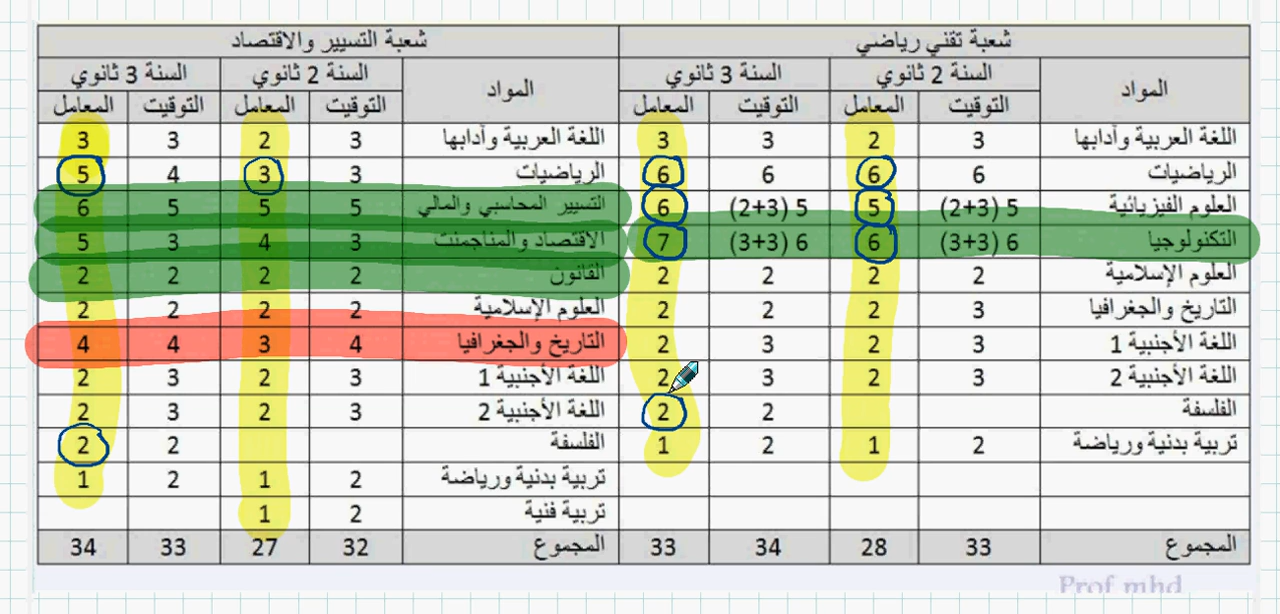 شعبة تقني رياضي شعبة التسيير والاقتصاد
المواد السنة 2 ثانوي السنة 3 ثانوي المواد السنة 2 ثانوي السنة 3 ثانوي
التوقيت المعامل التوقيت المعامل التوقيت المعامل التوقيت المعامل
اللغة العربية وآدابها 3 2 3 3 اللغة العربية وآدابها 3 2 3 3
الرياضيات 6 6 6 6 الرياضيات 3 3 4 5
العلوم الفيزيائية 5 (3+2) 5 5 (3+2) 6 التسيير المحاسبي والمالي 5 5 5 6
التكنولوجيا 6 (3+3) 6 6 (3+3) 7 الاقتصاد والمناجمنت 3 4 3 5
العلوم الإسلامية 2 2 2 2 القانون 2 2 2 2
التاريخ والجغرافيا 3 2 2 2 العلوم الإسلامية 2 2 2 2
اللغة الأجنبية 1 3 2 3 2 التاريخ والجغرافيا 4 3 4 4
اللغة الأجنبية 2 3 2 3 2 اللغة الأجنبية 1 3 2 3 2
الفلسفة 2 2 اللغة الأجنبية 2 3 2 3 2
تربية بدنية ورياضة 2 1 2 1 الفلسفة 2 2
تربية بدنية ورياضة 2 1 2 1
تربية فنية 2 1
المجموع 33 28 34 33 المجموع 32 27 33 34
Prof mhd